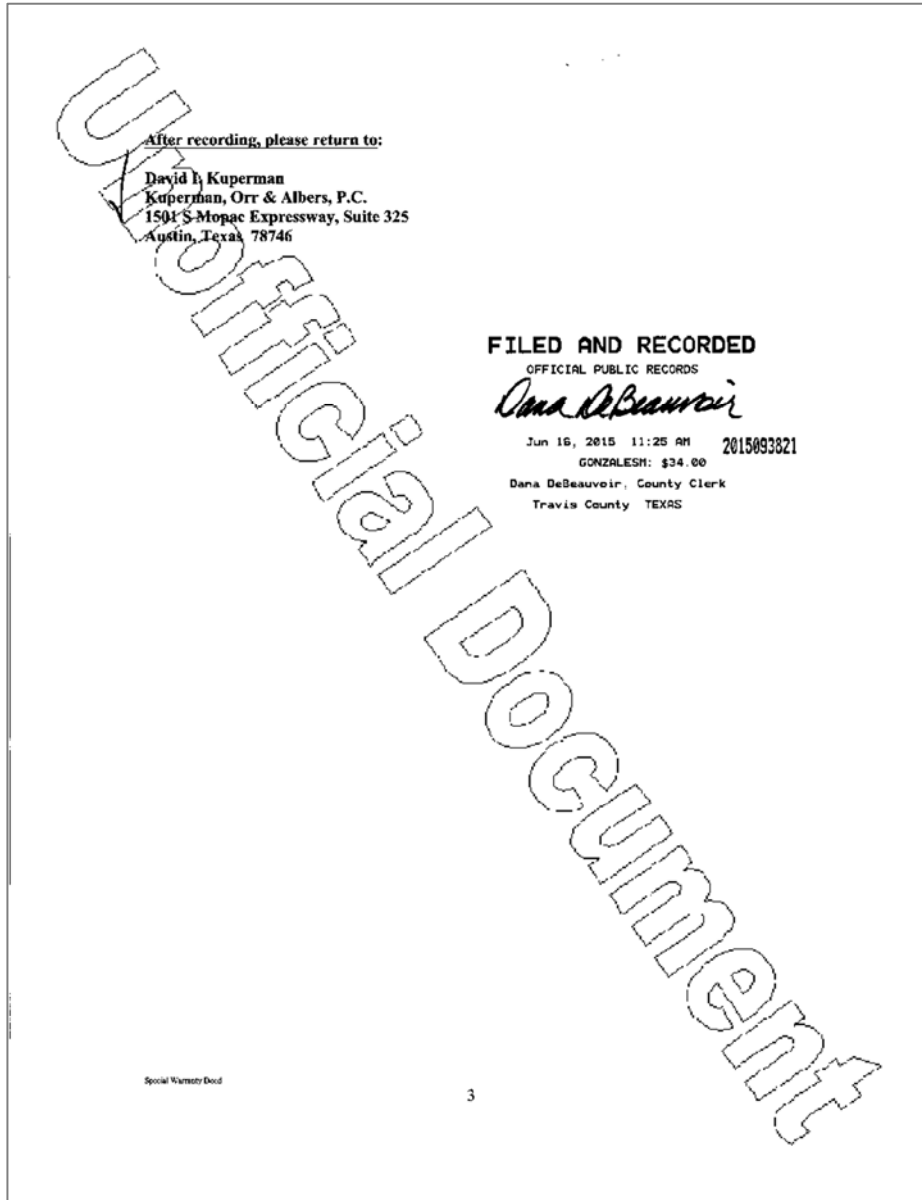 After recording, please return to:
David I. Kuperman
Kuperman, Orr & Albers, P.C.
1501 S Mopac Expressway, Suite 325
Austin, Texas 78746
FILED AND RECORDED
OFFICIAL PUBLIC RECORDS
Dana DeBeauvoir
Jun 16, 2015 11:25 AM 2015093821
GONZALESM: $34.00
Dana DeBeauvoir, County Clerk
Travis County TEXAS
Unofficial Document
Special Warranty Deed
3